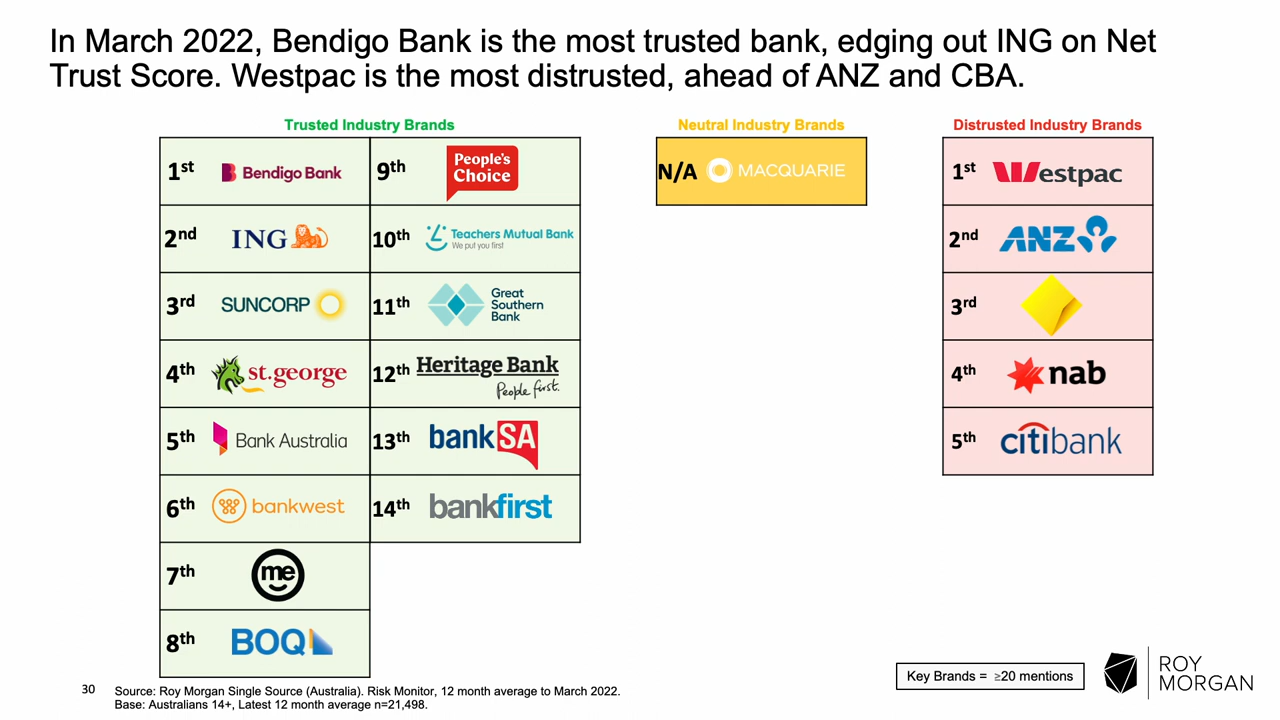 In March 2022, Bendigo Bank is the most trusted bank, edging out ING on Net
Trust Score. Westpac is the most distrusted, ahead of ANZ and CBA.
Trusted Industry Brands
1st Bendigo Bank
2nd ING
3rd SUNCORP
4th st.george
5th Bank Australia
6th bankwest
7th me
8th BOQ
9th People's
Choice
10th Teachers Mutual Bank
We put you first
11th Great
Southern
Bank
12th Heritage Bank
People first.
13th bankSA
14th bankfirst
Neutral Industry Brands
N/A MACQUARIE
Distrusted Industry Brands
1st Westpac
2nd ANZ
3rd
4th nab
5th citibank
Key Brands = ≥20 mentions
ROY
MORGAN
30
Source: Roy Morgan Single Source (Australia). Risk Monitor, 12 month average to March 2022.
Base: Australians 14+, Latest 12 month average n=21,498.